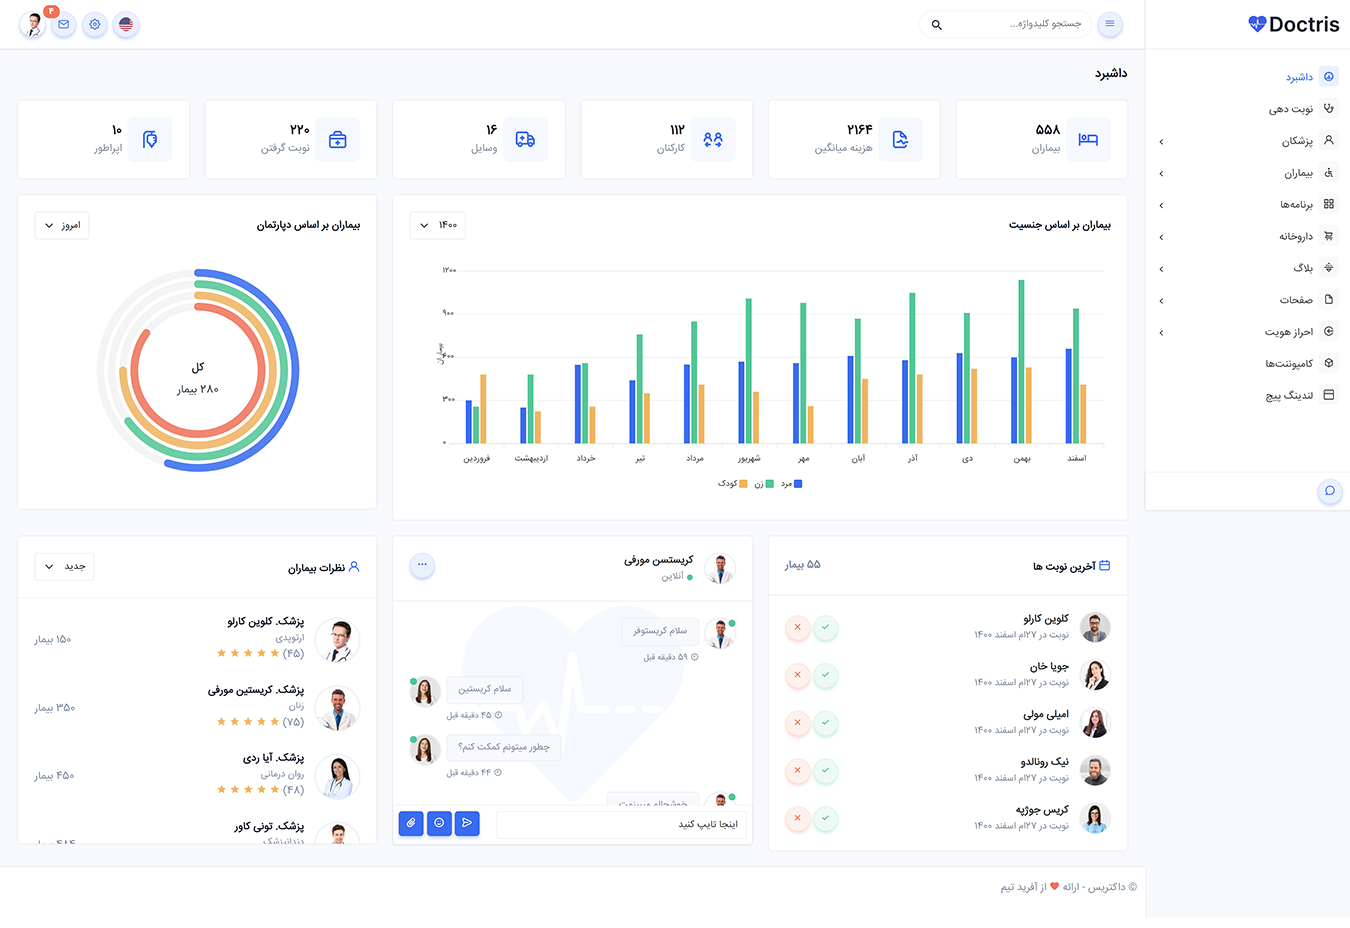 Doctris
داشبرد
نوبت دهی
پزشکان
بیماران
برنامه‌ها
داروخانه
بلاگ
صفحات
احراز هویت
کامپوننت‌ها
لندینگ پیج
جستجو کلیدواژه...
۴
داشبرد
۵۵۸
بیماران
۲۱۶۴
هزینه میانگین
۱۱۲
کارکنان
۱۶
وسایل
۲۲۰
نوبت گرفتن
۱۰
اپراطور
بیماران بر اساس جنسیت
۱۴۰۰
۱۲۰۰
۹۰۰
۶۰۰
۳۰۰
۰
بیماران
فروردین
اردیبهشت
خرداد
تیر
مرداد
شهریور
مهر
آبان
آذر
دی
بهمن
اسفند
مرد
زن
کودک
بیماران بر اساس دپارتمان
امروز
کل
۲۸۰ بیمار
آخرین نوبت ها
۵۵ بیمار
کلوین کارلو
نوبت در ۲۷ام اسفند ۱۴۰۰
جویا خان
نوبت در ۲۷ام اسفند ۱۴۰۰
امیلی مولی
نوبت در ۲۷ام اسفند ۱۴۰۰
نیک رونالدو
نوبت در ۲۷ام اسفند ۱۴۰۰
کریس جوزپه
نوبت در ۲۷ام اسفند ۱۴۰۰
کریستسن مورفی
آنلاین
سلام کریستوفر
۵۹ دقیقه قبل
سلام کریستین
۴۵ دقیقه قبل
چطور میتونم کمکت کنم؟
۴۴ دقیقه قبل
اینجا تایپ کنید
نظرات بیماران
جدید
پزشک. کلوین کارلو
ارتوپدی
(۴۵)
۱۵۰ بیمار
پزشک. کریستین مورفی
زنان
(۷۵)
۳۵۰ بیمار
پزشک. آیا ردی
روان درمانی
(۴۸)
۴۵۰ بیمار
پزشک. تونی کاور
دندانپزشک
© داکتریس - ارائه ❤ از آفرید تیم